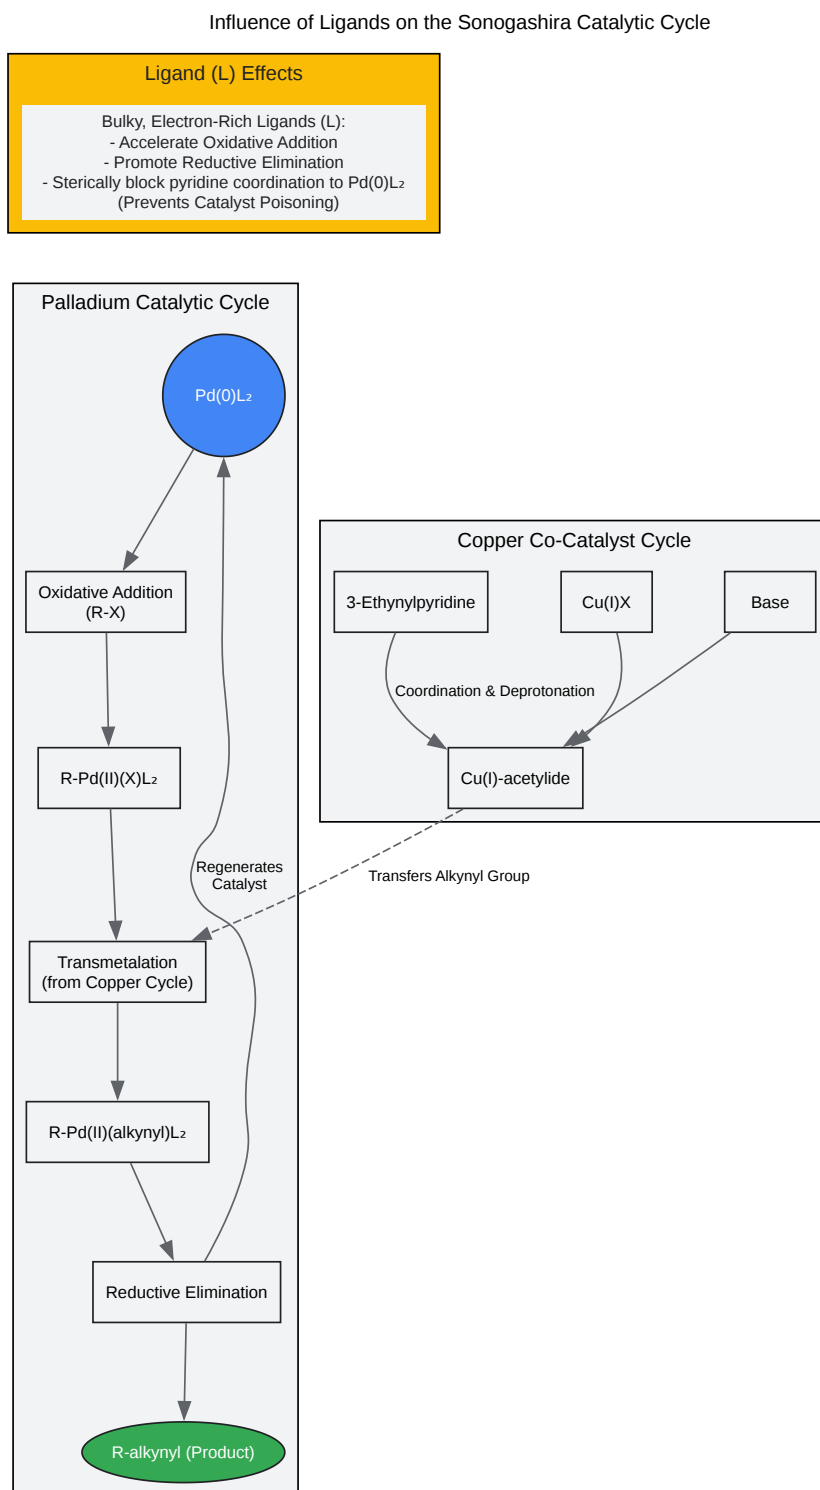 Influence of Ligands on the Sonogashira Catalytic Cycle
Ligand (L) Effects
Bulky, Electron-Rich Ligands (L):
- Accelerate Oxidative Addition
- Promote Reductive Elimination
- Sterically block pyridine coordination to Pd(0)L₂
(Prevents Catalyst Poisoning)
Palladium Catalytic Cycle
Pd(0)L₂
Oxidative Addition
(R-X)
R-Pd(II)(X)L₂
Regenerates
Catalyst
Transmetalation
(from Copper Cycle)
R-Pd(II)(alkynyl)L₂
Reductive Elimination
R-alkynyl (Product)
Copper Co-Catalyst Cycle
3-Ethynylpyridine
Cu(I)X
Base
Coordination & Deprotonation
Cu(I)-acetylide
Transfers Alkynyl Group